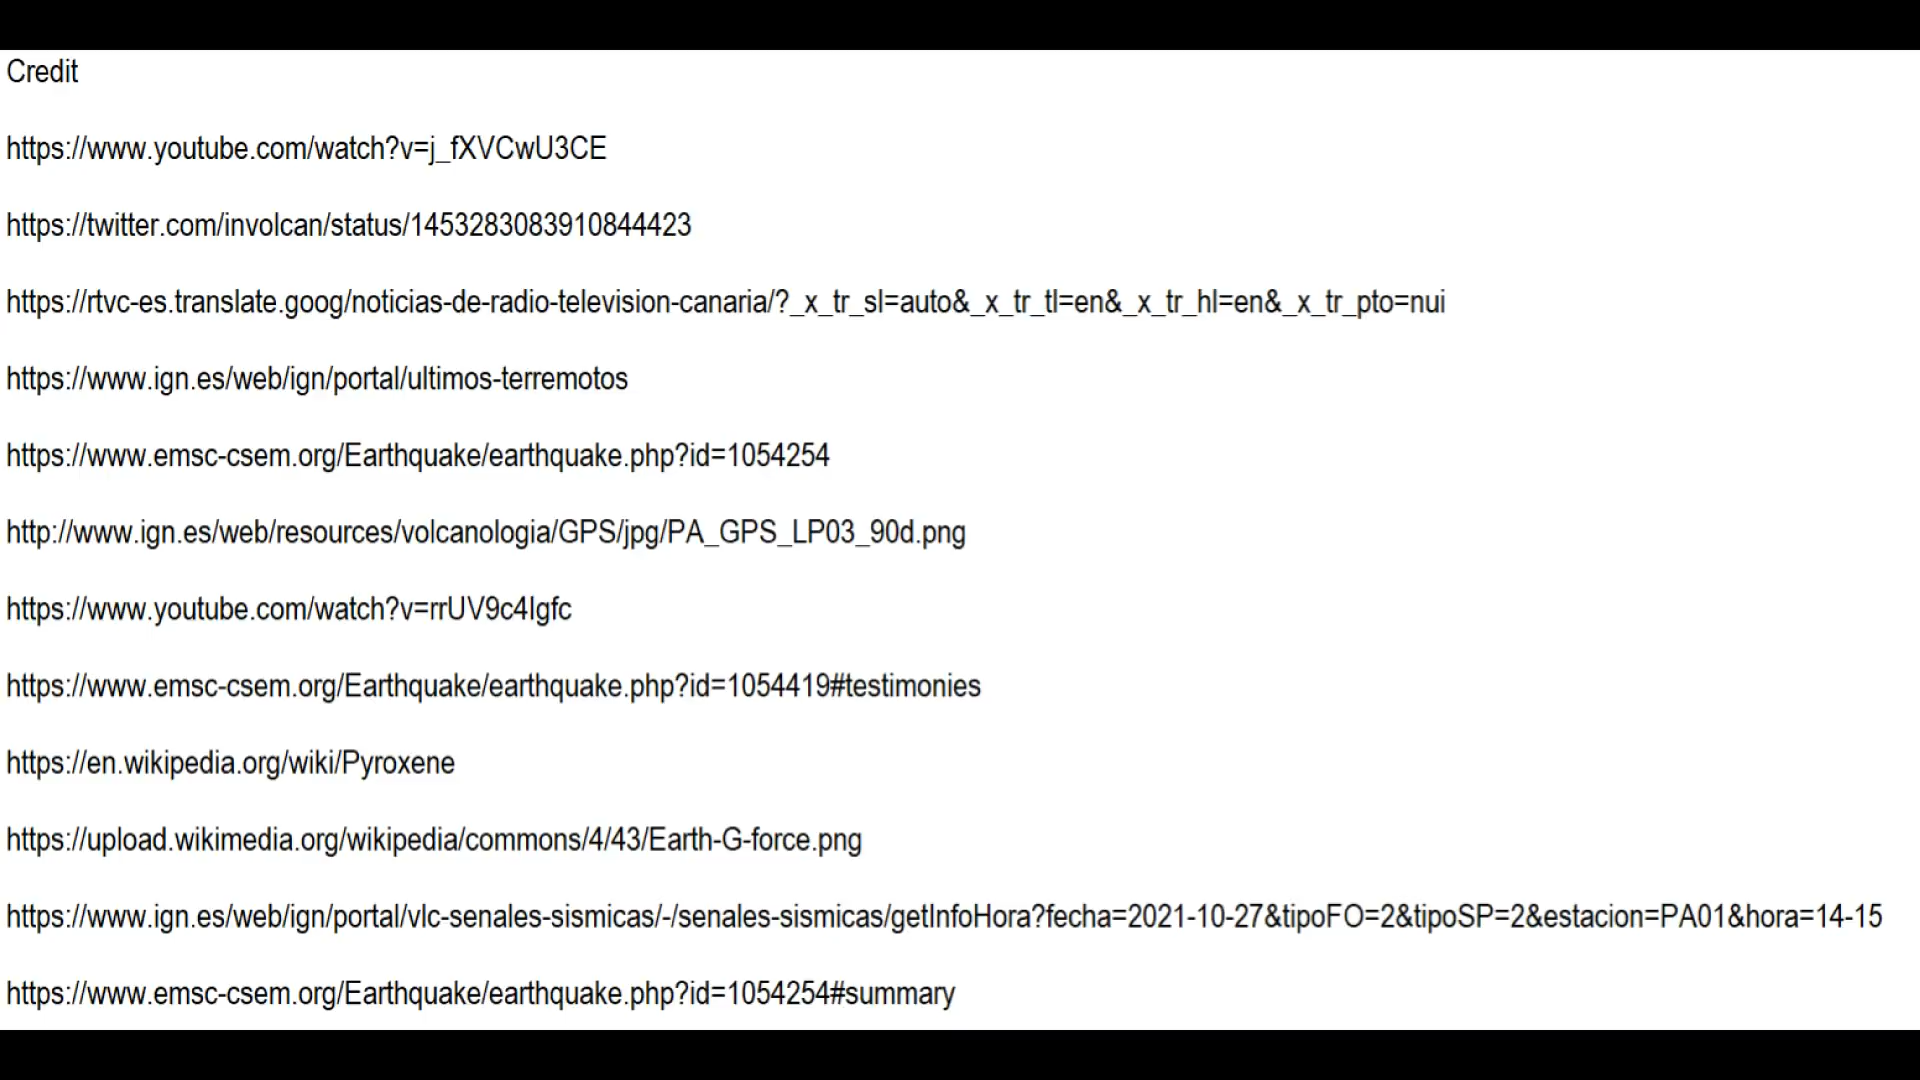 Credit
https://www.youtube.com/watch?v=j_fXVCwU3CE
https://twitter.com/involcan/status/1453283083910844423
https://rtvc-es.translate.goog/noticias-de-radio-television-canaria/?_x_tr_sl=auto&_x_tr_tl=en&_x_tr_hl=en&_x_tr_pto=nui
https://www.ign.es/web/ign/portal/ultimos-terremotos
https://www.emsc-csem.org/Earthquake/earthquake.php?id=1054254
http://www.ign.es/web/resources/volcanologia/GPS/jpg/PA_GPS_LP03_90d.png
https://www.youtube.com/watch?v=rrUV9c4Igfc
https://www.emsc-csem.org/Earthquake/earthquake.php?id=1054419#testimonies
https://en.wikipedia.org/wiki/Pyroxene
https://upload.wikimedia.org/wikipedia/commons/4/43/Earth-G-force.png
https://www.ign.es/web/ign/portal/vlc-senales-sismicas/-/senales-sismicas/getInfoHora?fecha=2021-10-27&tipoFO=2&tipoSP=2&estacion=PA01&hora=14-15
https://www.emsc-csem.org/Earthquake/earthquake.php?id=1054254#summary